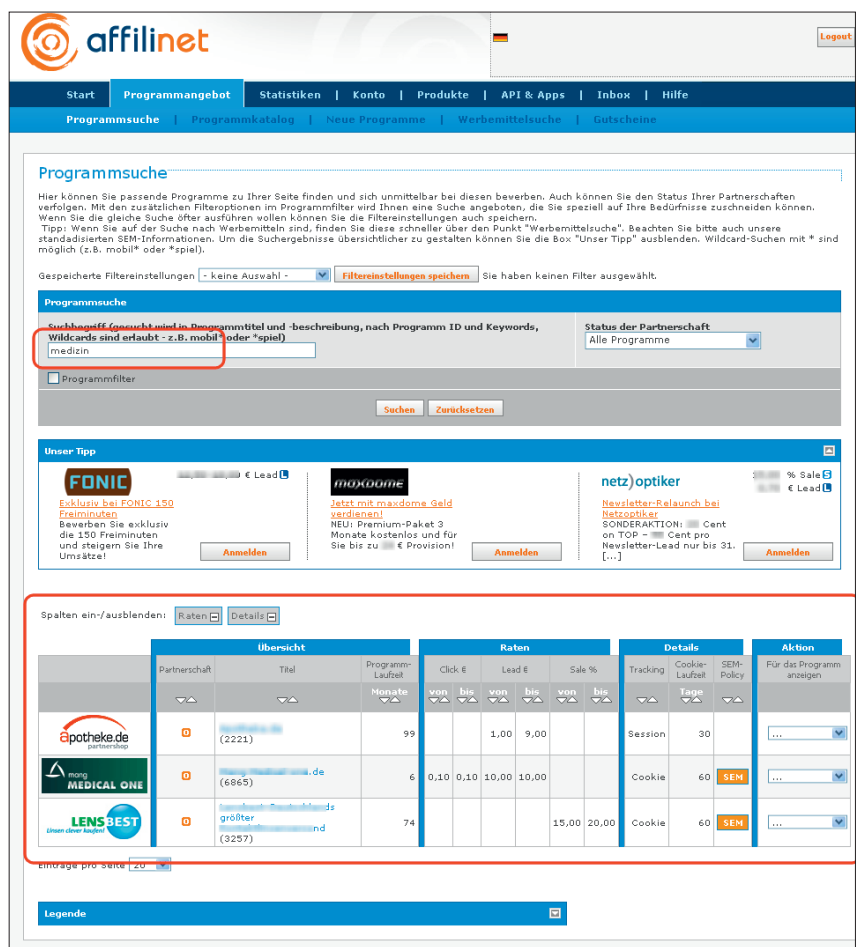 affilinet
Logout
Start Programmangebot Statistiken | Konto | Produkte | API & Apps | Inbox | Hilfe
Programmsuche | Programmkatalog | Neue Programme | Werbemittelsuche | Gutscheine
Programmsuche
Hier können Sie passende Programme zu Ihrer Seite finden und sich unmittelbar bei diesen bewerben. Auch können Sie den Status Ihrer Partnerschaften
verfolgen. Mit den zusätzlichen Filteroptionen im Programmfilter wird Ihnen eine Suche angeboten, die Sie speziell auf Ihre Bedürfnisse zuschneiden können.
Wenn Sie die gleiche Suche öfter ausführen wollen können Sie die Filtereinstellungen auch speichern.
Tipp: Wenn Sie auf der Suche nach Werbemitteln sind, finden Sie diese schneller über den Punkt "Werbemittelsuche". Beachten Sie bitte auch unsere
standadisierten SEM-Informationen. Um die Suchergebnisse übersichtlicher zu gestalten können Sie die Box "Unser Tipp" ausblenden. Wildcard-Suchen mit * sind
möglich (z.B. mobil* oder *spiel).
Gespeicherte Filtereinstellungen - keine Auswahl - Filtereinstellungen speichern Sie haben keinen Filter ausgewählt.
Programmsuche
Suchbegriff (gesucht wird in Programmtitel und -beschreibung, nach Programm ID und Keywords,
Wildcards sind erlaubt - z.B. mobil* oder *spiel)
medizin
Status der Partnerschaft
Alle Programme
Programmfilter
Suchen Zurücksetzen
Unser Tipp
FONIC
€ Lead L
Exklusiv bei FONIC 150
Freiminuten
Bewerben Sie exklusiv
die 150 Freiminuten
und steigern Sie Ihre
Umsätze!
Anmelden
maxdome
Jetzt mit maxdome Geld
verdienen!
NEU: Premium-Paket 3
Monate kostenlos und für
Sie bis zu € Provision!
Anmelden
netz)optiker
% Sale S
€ Lead L
Newsletter-Relaunch bei
Netzoptiker
SONDERAKTION: Cent
on TOP - Cent pro
Newsletter-Lead nur bis 31.
[...]
Anmelden
Spalten ein-/ausblenden: Raten Details
Übersicht Raten Details Aktion
Partnerschaft Titel Programm-Laufzeit Click € Lead € Sale % Tracking Cookie-Laufzeit SEM-Policy Für das Programm anzeigen
Monate von bis von bis von bis Tage
apotheke.de
partnershop
(2221) 99 1,00 9,00 Session 30 ...
mang
MEDICAL ONE
.de
(6865) 6 0,10 0,10 10,00 10,00 Cookie 60 SEM ...
LENSBEST
Linsen clever kaufen!
größter
(3257) 74 15,00 20,00 Cookie 60 SEM ...
Einträge pro Seite 20
Legende